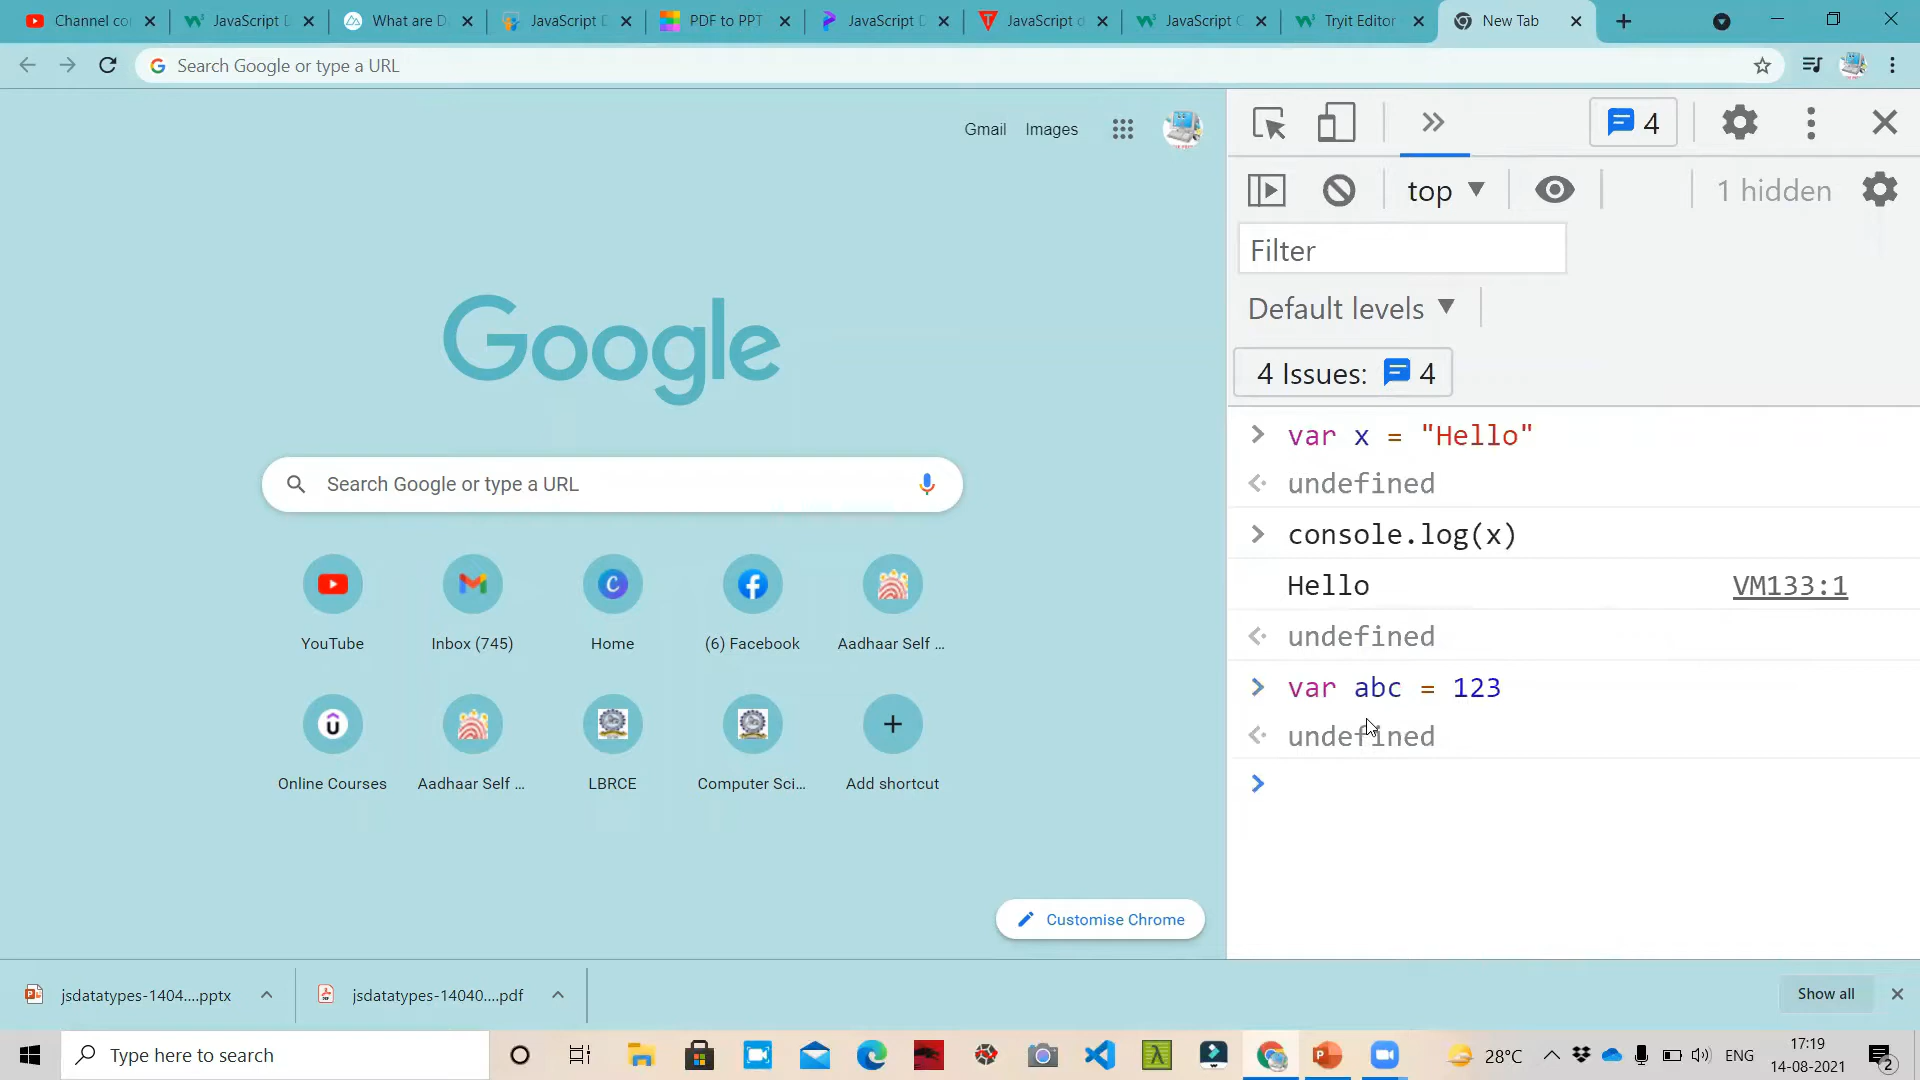 Channel co
JavaScript D
What are D
JavaScript D
PDF to PPT
JavaScript D
JavaScript d
JavaScript C
Tryit Editor
New Tab
Search Google or type a URL
Gmail
Images
Google
Search Google or type a URL
YouTube
Inbox (745)
Home
(6) Facebook
Aadhaar Self ...
Online Courses
Aadhaar Self ...
LBRCE
Computer Sci...
Add shortcut
Customise Chrome
4
top
1 hidden
Filter
Default levels
4 Issues: 4
var x = "Hello"
undefined
console.log(x)
Hello VM133:1
undefined
var abc = 123
undefined
jsdatatypes-1404....pptx
jsdatatypes-14040....pdf
Show all
Type here to search
28°C
ENG
17:19
14-08-2021
2